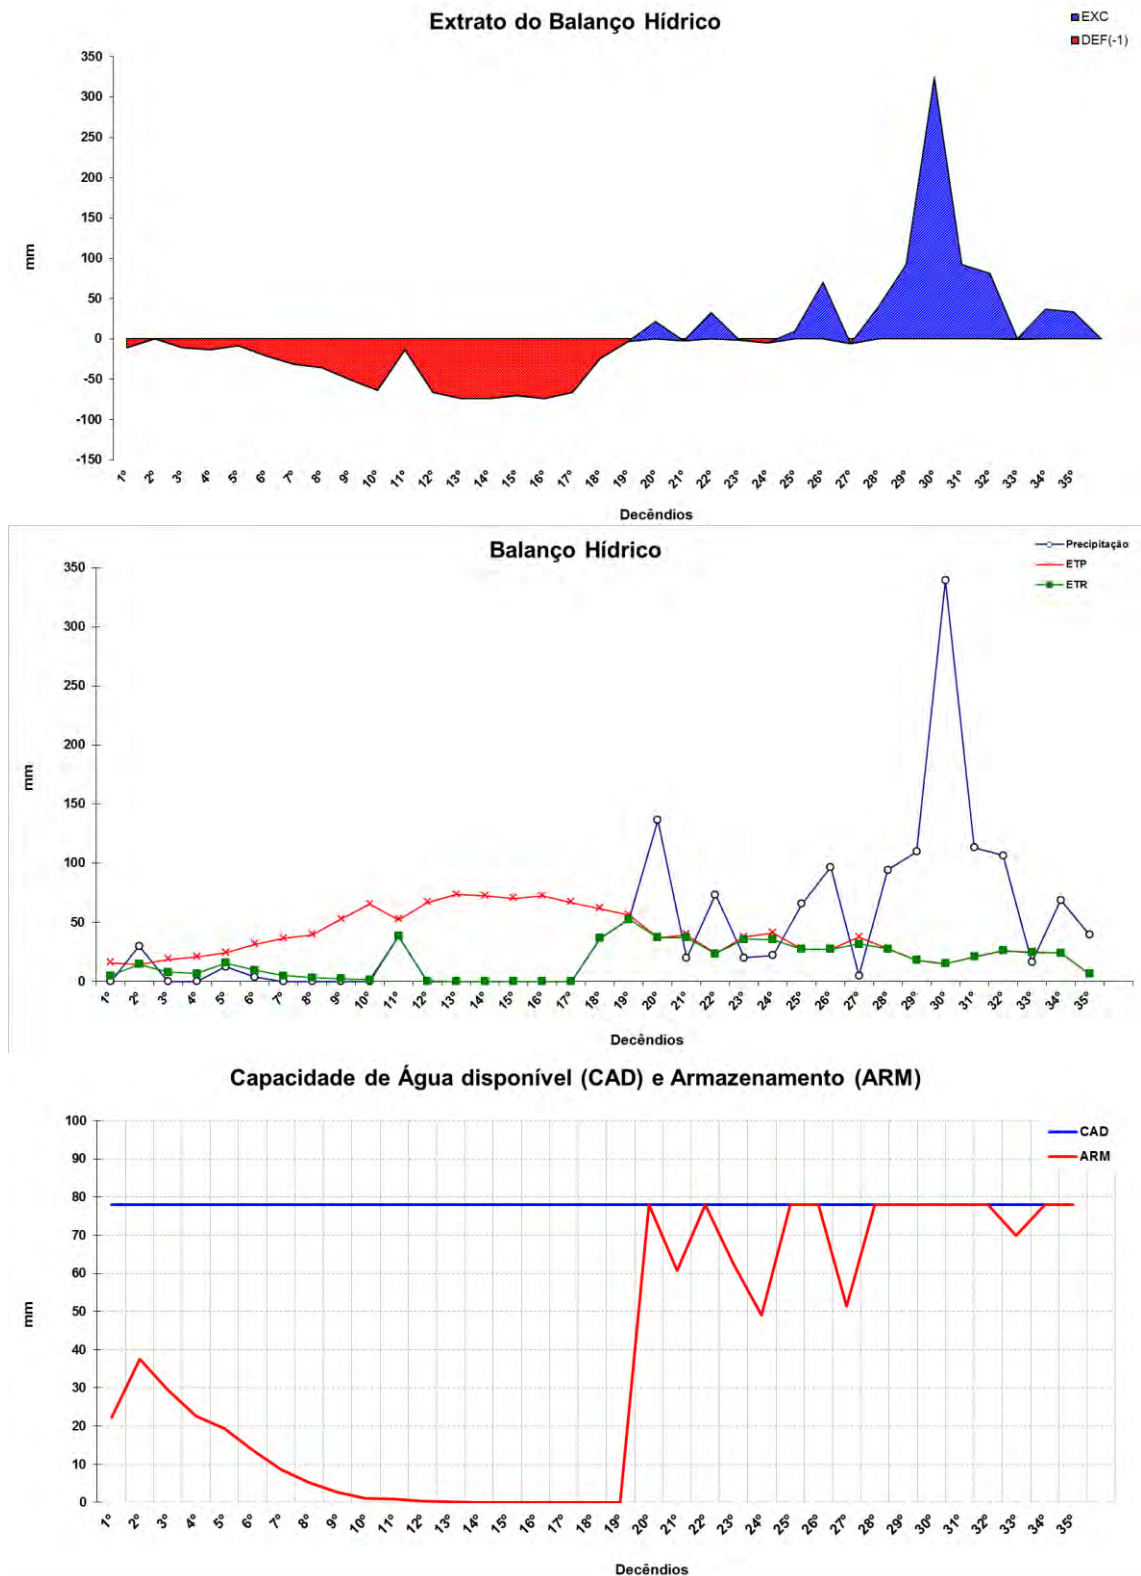 Extrato do Balanço Hídrico
EXC
DEF(-1)
350
300
250
200
150
100
50
0
-50
-100
-150
mm
1º 2º 3º 4º 5º 6º 7º 8º 9º 10º 11º 12º 13º 14º 15º 16º 17º 18º 19º 20º 21º 22º 23º 24º 25º 26º 27º 28º 29º 30º 31º 32º 33º 34º 35º
Decêndios
Balanço Hídrico
Precipitação
ETP
ETR
350
300
250
200
150
100
50
0
mm
1º 2º 3º 4º 5º 6º 7º 8º 9º 10º 11º 12º 13º 14º 15º 16º 17º 18º 19º 20º 21º 22º 23º 24º 25º 26º 27º 28º 29º 30º 31º 32º 33º 34º 35º
Decêndios
Capacidade de Água disponível (CAD) e Armazenamento (ARM)
CAD
ARM
100
90
80
70
60
50
40
30
20
10
0
mm
1º 2º 3º 4º 5º 6º 7º 8º 9º 10º 11º 12º 13º 14º 15º 16º 17º 18º 19º 20º 21º 22º 23º 24º 25º 26º 27º 28º 29º 30º 31º 32º 33º 34º 35º
Decêndios